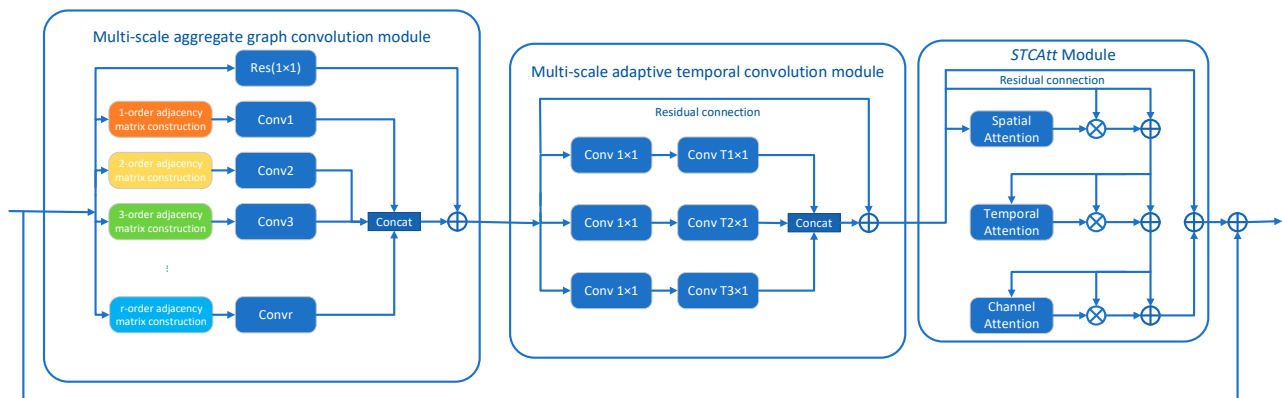 Multi-scale aggregate graph convolution module
Res(1×1)
1-order adjacency
matrix construction
Conv1
2-order adjacency
matrix construction
Conv2
3-order adjacency
matrix construction
Conv3
Concat
...
r-order adjacency
matrix construction
Convr
Multi-scale adaptive temporal convolution module
Residual connection
Conv 1×1
Conv T1×1
Conv 1×1
Conv T2×1
Concat
Conv 1×1
Conv T3×1
STCAtt Module
Residual connection
Spatial
Attention
Temporal
Attention
Channel
Attention